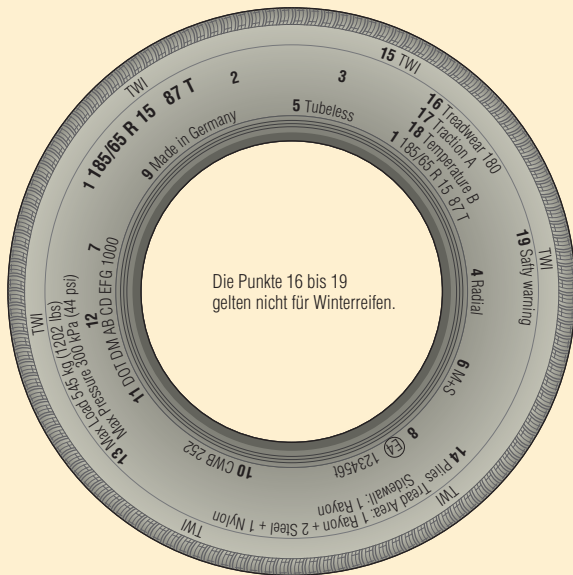 TWI
2
3
15 TWI
1 185/65 R 15 87 T
9 Made in Germany
5 Tubeless
16 Treadwear 180
17 Traction A
18 Temperature B
1 185/65 R 15 87 T
TWI
19 Safty warning
4 Radial
6 M+S
8 E4 123456t
14 Plies Tread Area: 1 Rayon + 2 Steel + 1 Nylon
Sidewall: 1 Rayon
TWI
10 CWB 252
TWI
7
11 DOT DM AB CD EFG 1000
12
Max Pressure 300 kPa (44 psi)
13 Max Load 545 kg (1202 lbs)
TWI
Die Punkte 16 bis 19
gelten nicht für Winterreifen.